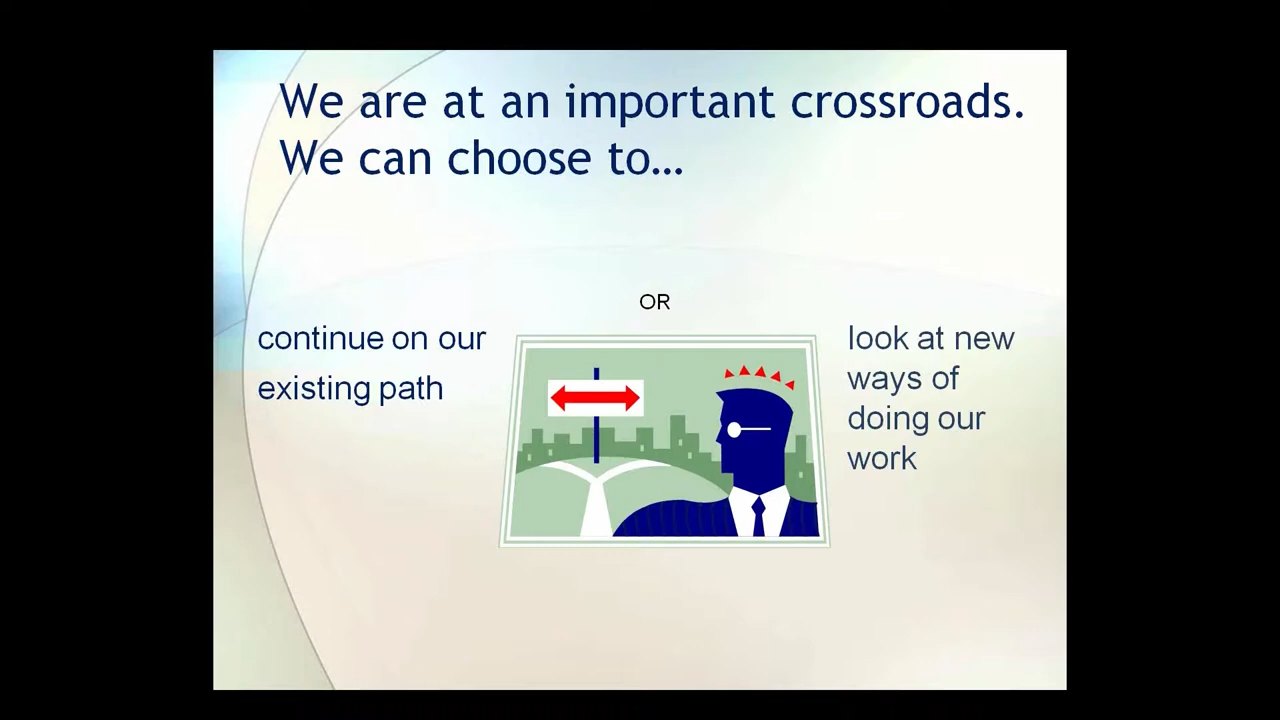 We are at an important crossroads.
We can choose to…
OR
continue on our
existing path
look at new
ways of
doing our
work